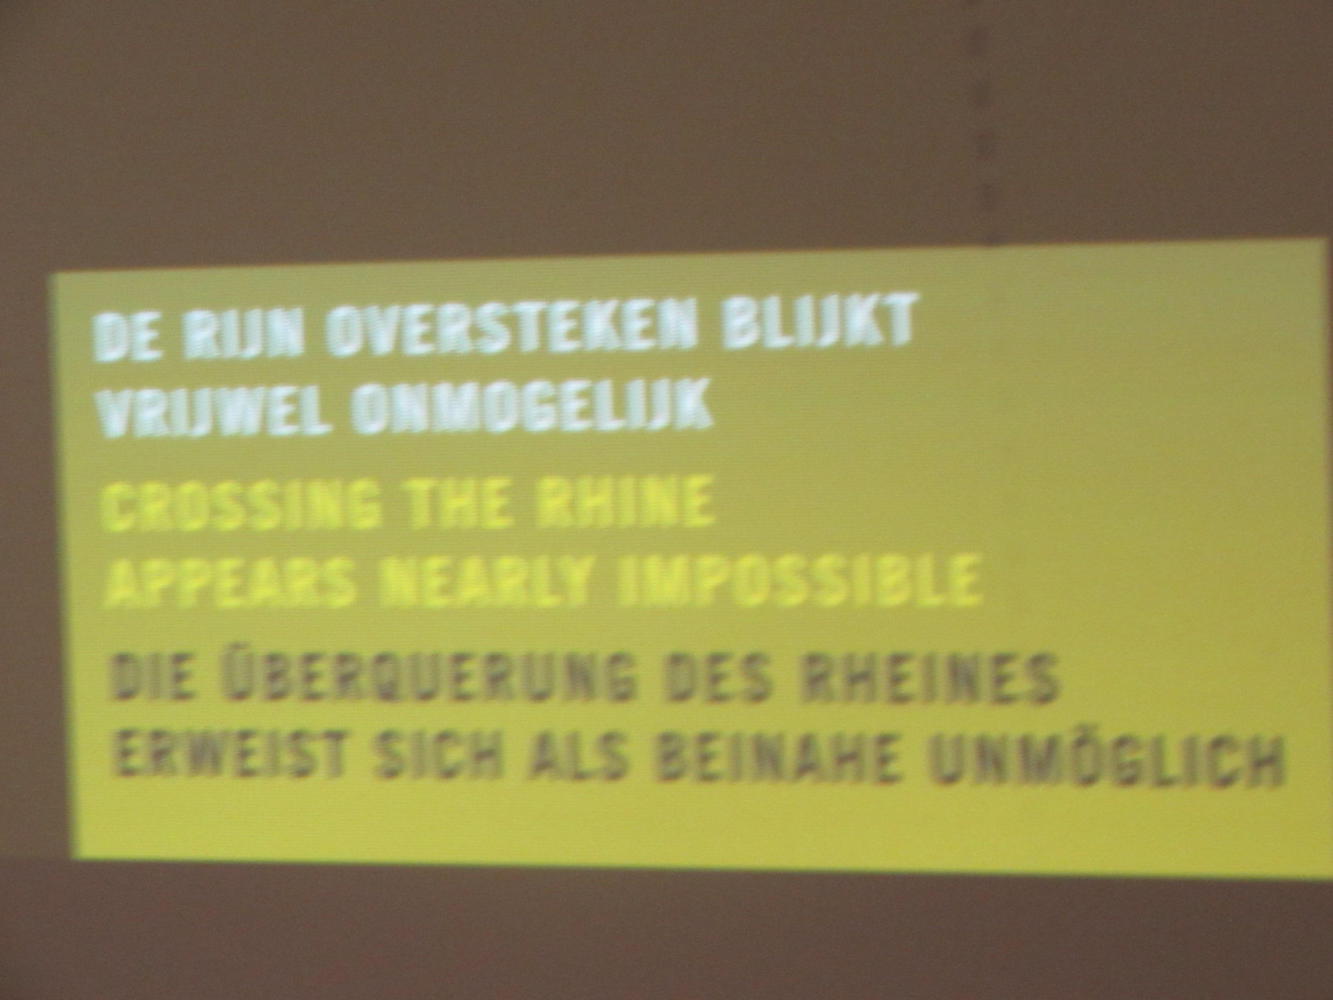 DE RIJN OVERSTEKEN BLIJKT
VRIJWEL ONMOGELIJK
CROSSING THE RHINE
APPEARS NEARLY IMPOSSIBLE
DIE ÜBERQUERUNG DES RHEINES
ERWEIST SICH ALS BEINAHE UNMÖGLICH